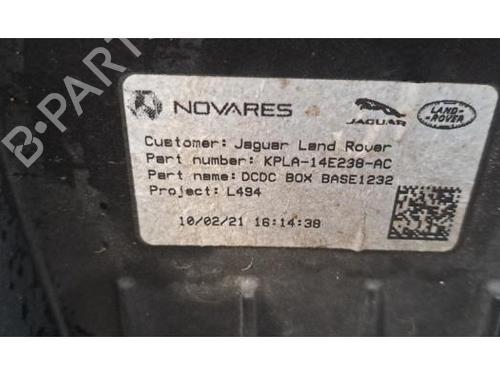 NOVARES
JAGUAR
LAND-
ROVER
Customer: Jaguar Land Rover
Part number: KPLA-14E238-AC
Part name: DCDC BOX BASE1232
Project: L494
10/02/21 16:14:38